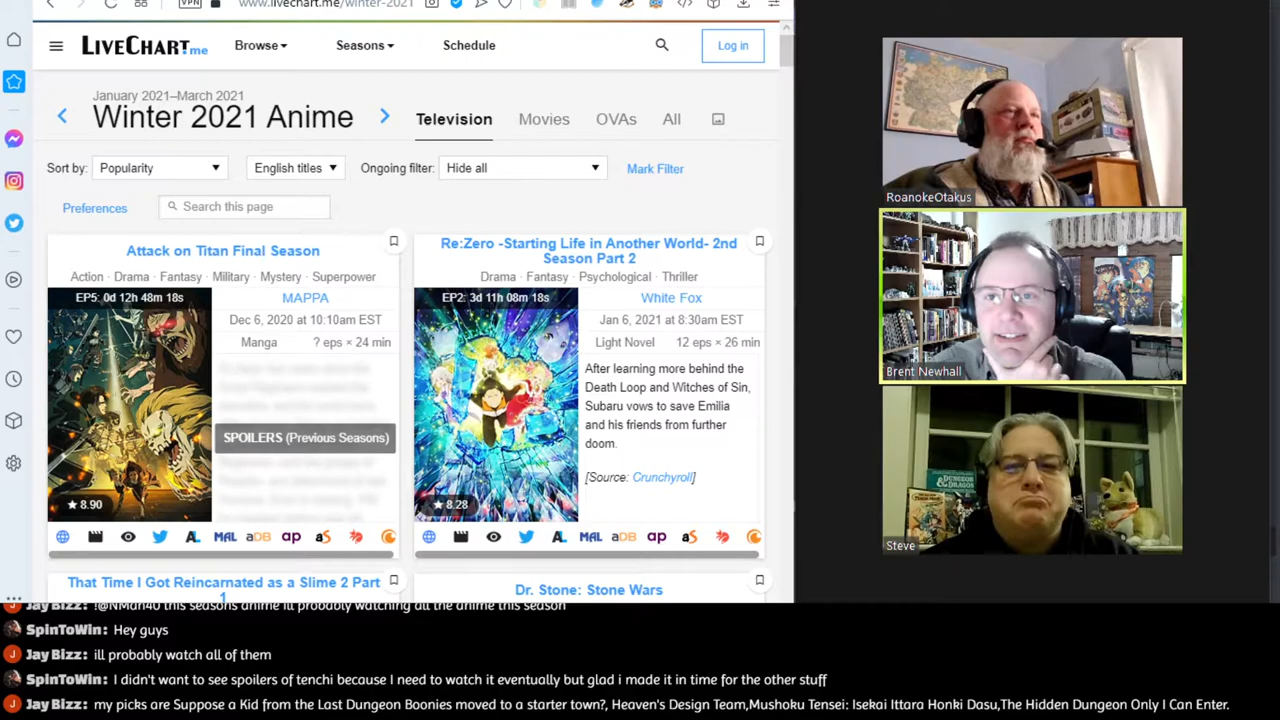 VPN
www.livechart.me/winter-2021
LIVECHART.me
Browse
Seasons
Schedule
Log in
January 2021–March 2021
Winter 2021 Anime
Television
Movies
OVAs
All
Sort by:
Popularity
English titles
Ongoing filter:
Hide all
Mark Filter
Preferences
Search this page
Attack on Titan Final Season
Action · Drama · Fantasy · Military · Mystery · Superpower
EP5: 0d 12h 48m 18s
MAPPA
Dec 6, 2020 at 10:10am EST
Manga
? eps × 24 min
SPOILERS (Previous Seasons)
8.90
MAL
aDB
ap
aS
Re:Zero -Starting Life in Another World- 2nd
Season Part 2
Drama · Fantasy · Psychological · Thriller
EP2: 3d 11h 08m 18s
White Fox
Jan 6, 2021 at 8:30am EST
Light Novel
12 eps × 26 min
After learning more behind the
Death Loop and Witches of Sin,
Subaru vows to save Emilia
and his friends from further
doom.
[Source: Crunchyroll]
8.28
MAL
aDB
ap
aS
That Time I Got Reincarnated as a Slime 2 Part
1
Dr. Stone: Stone Wars
RoanokeOtakus
Brent Newhall
DUNGEONS
DRAGONS
Steve
J Jay Bizz: !@NMan40 this seasons anime ill probably watching all the anime this season
SpinToWin: Hey guys
J Jay Bizz: ill probably watch all of them
SpinToWin: I didn't want to see spoilers of tenchi because I need to watch it eventually but glad i made it in time for the other stuff
J Jay Bizz: my picks are Suppose a Kid from the Last Dungeon Boonies moved to a starter town?, Heaven's Design Team,Mushoku Tensei: Isekai Ittara Honki Dasu,The Hidden Dungeon Only I Can Enter.